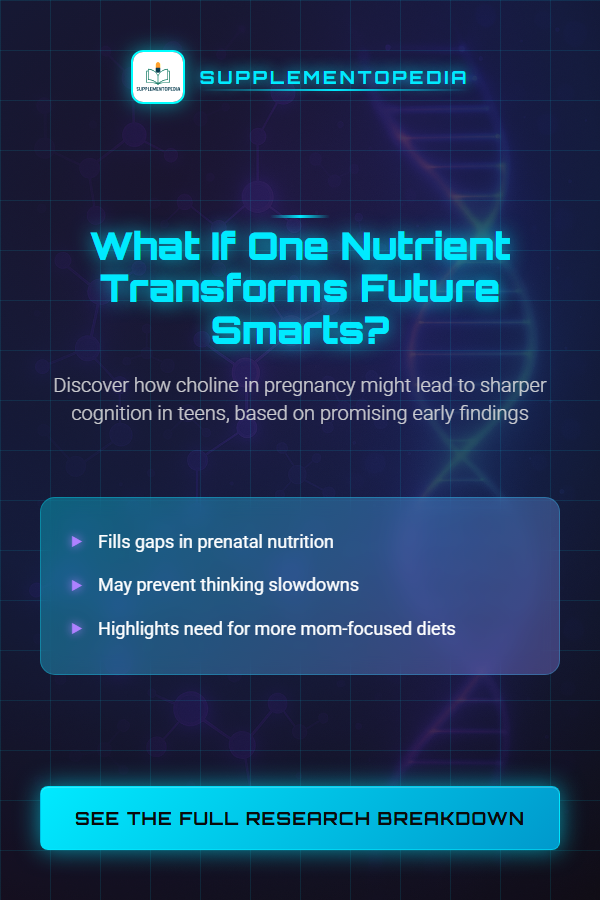 SUPPLEMENTOPEDIA
SUPPLEMENTOPEDIA
What If One Nutrient
Transforms Future
Smarts?
Discover how choline in pregnancy might lead to sharper
cognition in teens, based on promising early findings
Fills gaps in prenatal nutrition
May prevent thinking slowdowns
Highlights need for more mom-focused diets
SEE THE FULL RESEARCH BREAKDOWN